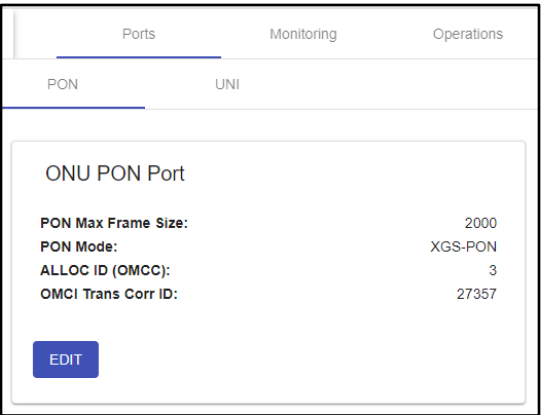 Ports Monitoring Operations
PON UNI
ONU PON Port
PON Max Frame Size: 2000
PON Mode: XGS-PON
ALLOC ID (OMCC): 3
OMCI Trans Corr ID: 27357
EDIT